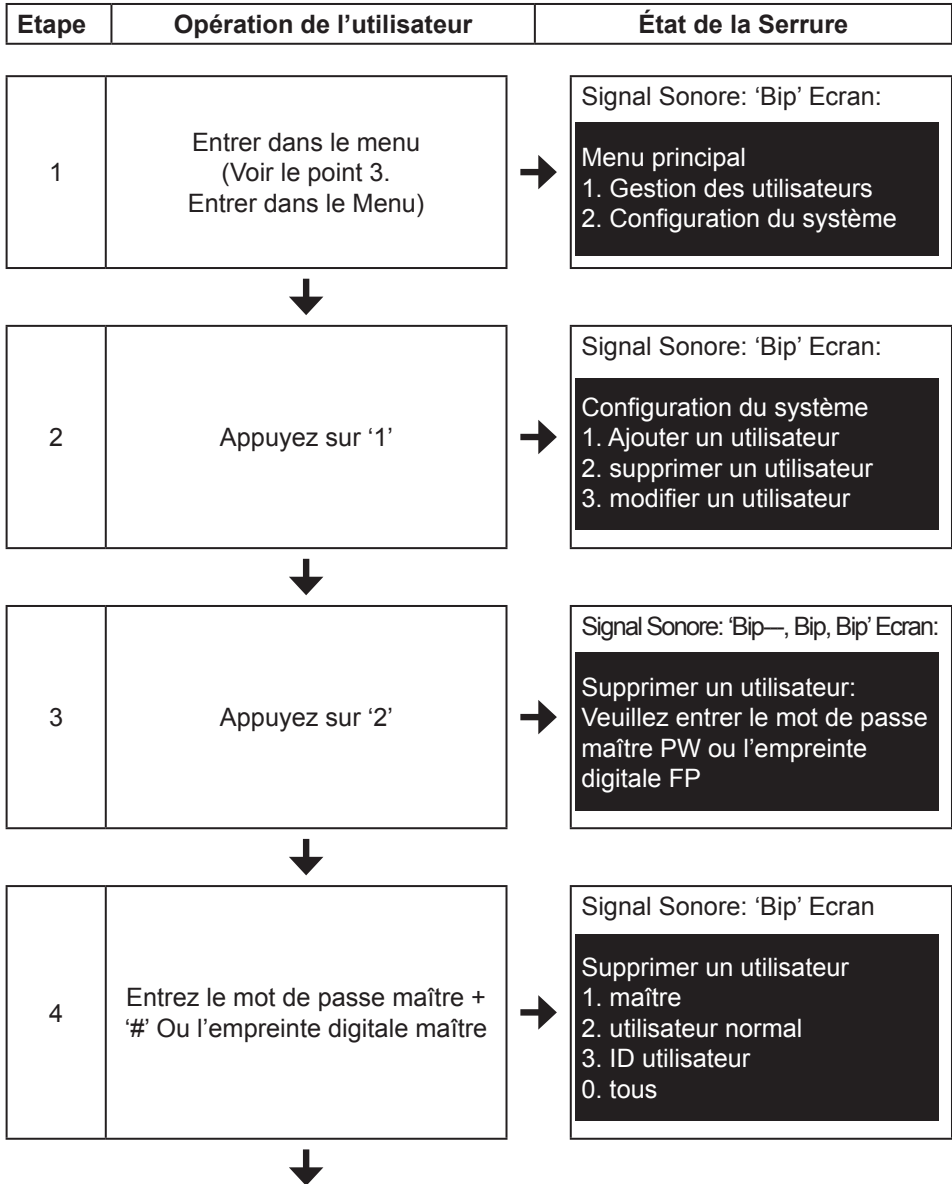 Etape Opération de l'utilisateur État de la Serrure
1
Entrer dans le menu
(Voir le point 3.
Entrer dans le Menu)
Signal Sonore: ‘Bip’ Ecran:
Menu principal
1. Gestion des utilisateurs
2. Configuration du système
2
Appuyez sur ‘1’
Signal Sonore: ‘Bip’ Ecran:
Configuration du système
1. Ajouter un utilisateur
2. supprimer un utilisateur
3. modifier un utilisateur
3
Appuyez sur ‘2’
Signal Sonore: ‘Bip—, Bip, Bip’ Ecran:
Supprimer un utilisateur:
Veuillez entrer le mot de passe
maître PW ou l’empreinte
digitale FP
4
Entrez le mot de passe maître +
‘#’ Ou l’empreinte digitale maître
Signal Sonore: ‘Bip’ Ecran
Supprimer un utilisateur
1. maître
2. utilisateur normal
3. ID utilisateur
0. tous